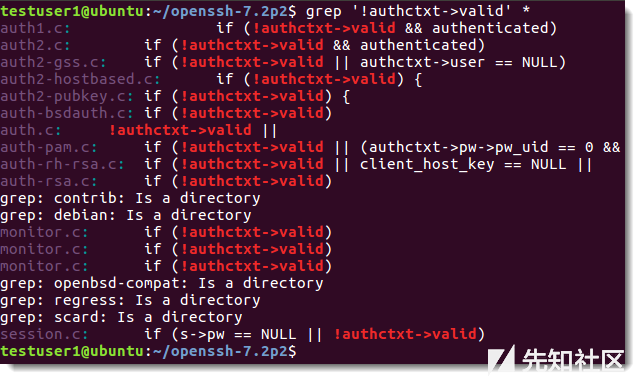 testuser1@ubuntu:~/openssh-7.2p2$ grep '!authctxt->valid' *
auth1.c:                if (!authctxt->valid && authenticated)
auth2.c:        if (!authctxt->valid && authenticated)
auth2-gss.c:    if (!authctxt->valid || authctxt->user == NULL)
auth2-hostbased.c:        if (!authctxt->valid) {
auth2-pubkey.c: if (!authctxt->valid) {
auth-bsdauth.c: if (!authctxt->valid)
auth.c:     !authctxt->valid ||
auth-pam.c:     if (!authctxt->valid || (authctxt->pw->pw_uid == 0 &&
auth-rh-rsa.c:  if (!authctxt->valid || client_host_key == NULL ||
auth-rsa.c:     if (!authctxt->valid)
grep: contrib: Is a directory
grep: debian: Is a directory
monitor.c:      if (!authctxt->valid)
monitor.c:      if (!authctxt->valid)
monitor.c:      if (!authctxt->valid)
grep: openbsd-compat: Is a directory
grep: regress: Is a directory
grep: scard: Is a directory
session.c:      if (s->pw == NULL || !authctxt->valid)
testuser1@ubuntu:~/openssh-7.2p2$
先知社区